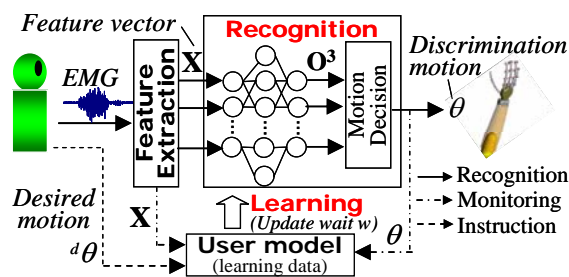 Feature vector
X
Recognition
Discrimination
motion
EMG
Feature
Extraction
O³
Motion
Decision
θ
Recognition
Monitoring
Instruction
Desired
motion
ᵈθ
X
Learning
(Update wait w)
θ
User model
(learning data)